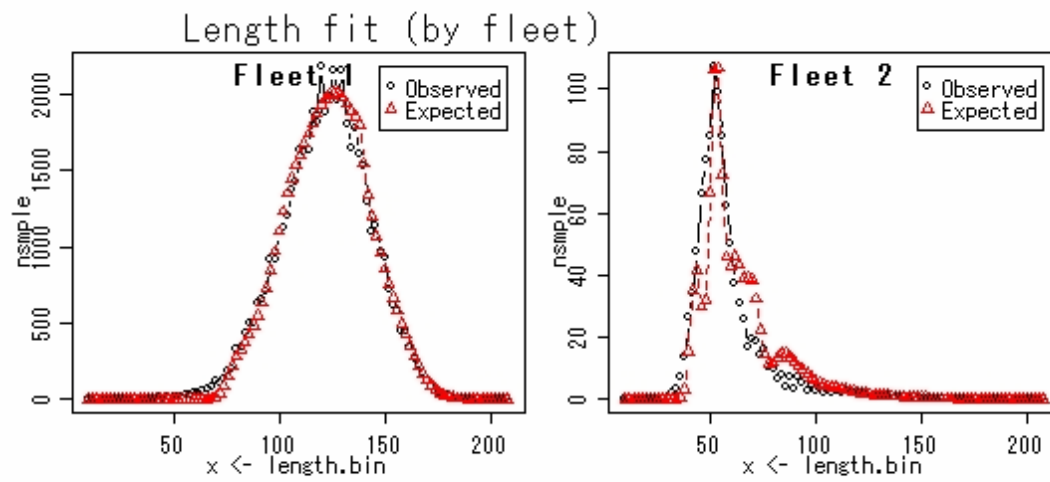 Length fit (by fleet)
Fleet 1
Observed
Expected
2000
1500
1000
500
0
nsmple
50 100 150 200
x <- length.bin
Fleet 2
Observed
Expected
100
80
60
40
20
0
nsmple
50 100 150 200
x <- length.bin